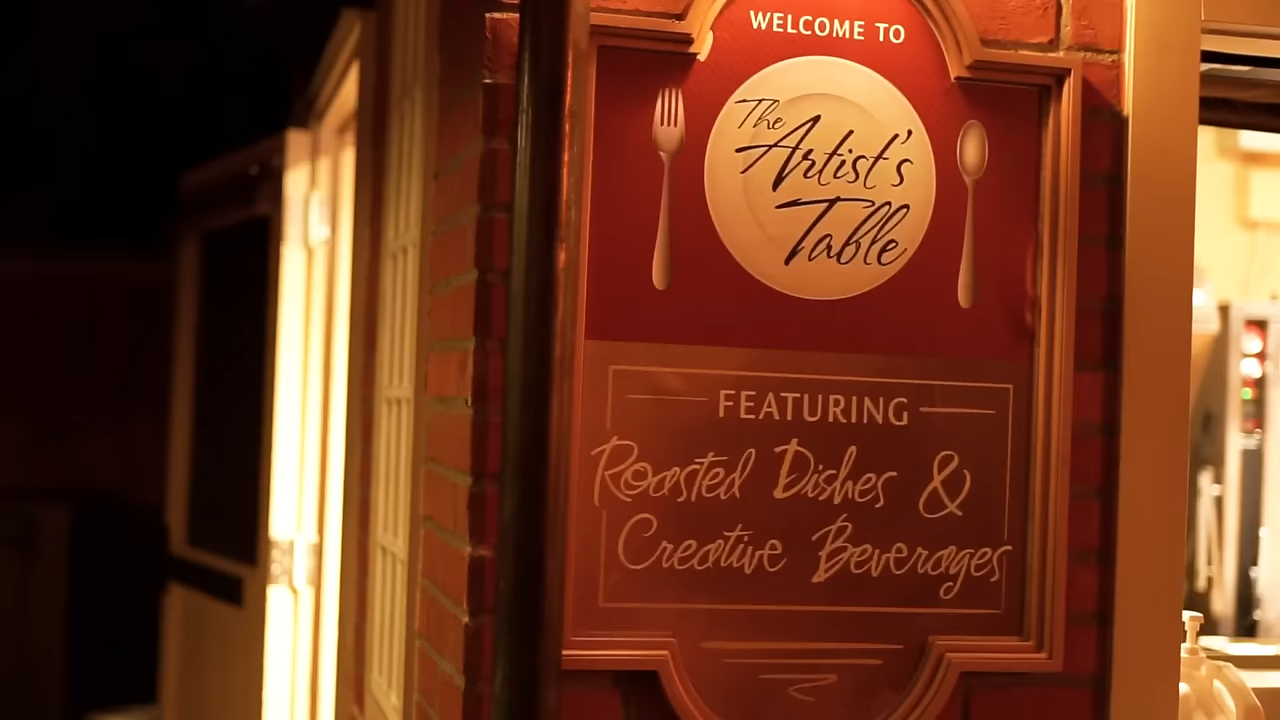 WELCOME TO
The
Artist's
Table
FEATURING
Roasted Dishes &
Creative Beverages